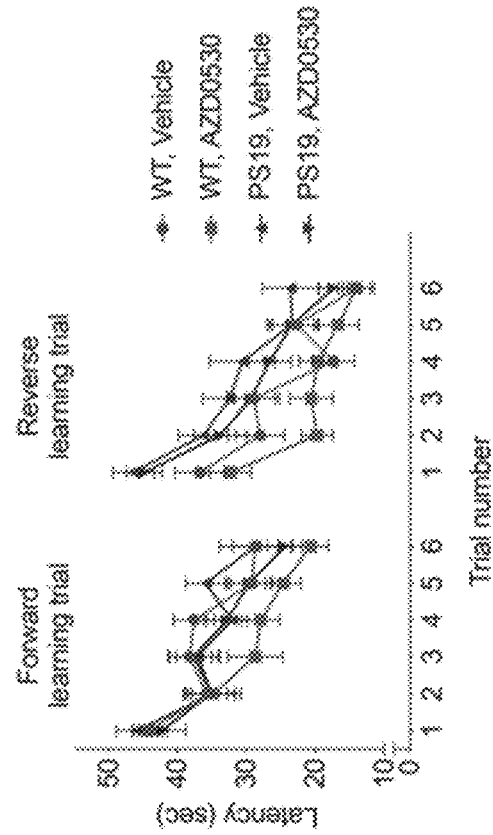 Forward
learning trial
Reverse
learning trial
Latency (sec)
50
40
30
20
10
0
1 2 3 4 5 6
1 2 3 4 5 6
Trial number
WT, Vehicle
WT, AZD0530
PS19, Vehicle
PS19, AZD0530